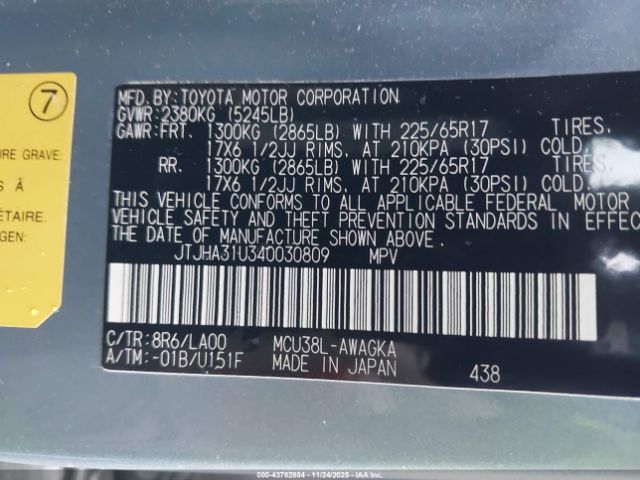 7
URE GRAVE:
S À
ÉTAIRE.
GEN:
MFD. BY: TOYOTA MOTOR CORPORATION
GVWR: 2380KG (5245LB)
GAWR: FRT. 1300KG (2865LB) WITH 225/65R17 TIRES.
17X6 1/2JJ RIMS. AT 210KPA (30PSI) COLD.
RR. 1300KG (2865LB) WITH 225/65R17 TIRES.
17X6 1/2JJ RIMS. AT 210KPA (30PSI) COLD.
THIS VEHICLE CONFORMS TO ALL APPLICABLE FEDERAL MOTOR
VEHICLE SAFETY AND THEFT PREVENTION STANDARDS IN EFFEC
THE DATE OF MANUFACTURE SHOWN ABOVE.
JTJHA31U340030809 MPV
C/TR: 8R6/LA00 MCU38L-AWAGKA
A/TM: -01B/U151F MADE IN JAPAN 438
000-43782884 - 11/24/2025 - IAA Inc.